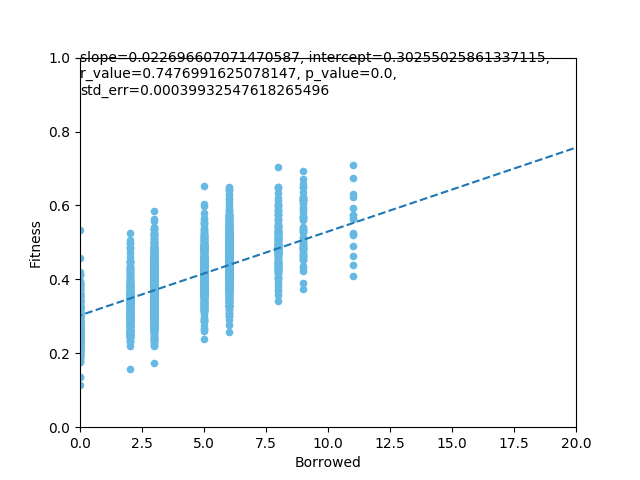 slope=0.022696607071470587, intercept=0.30255025861337115,
r_value=0.7476991625078147, p_value=0.0,
std_err=0.00039932547618265496
1.0
0.8
0.6
0.4
0.2
0.0
Fitness
0.0 2.5 5.0 7.5 10.0 12.5 15.0 17.5 20.0
Borrowed